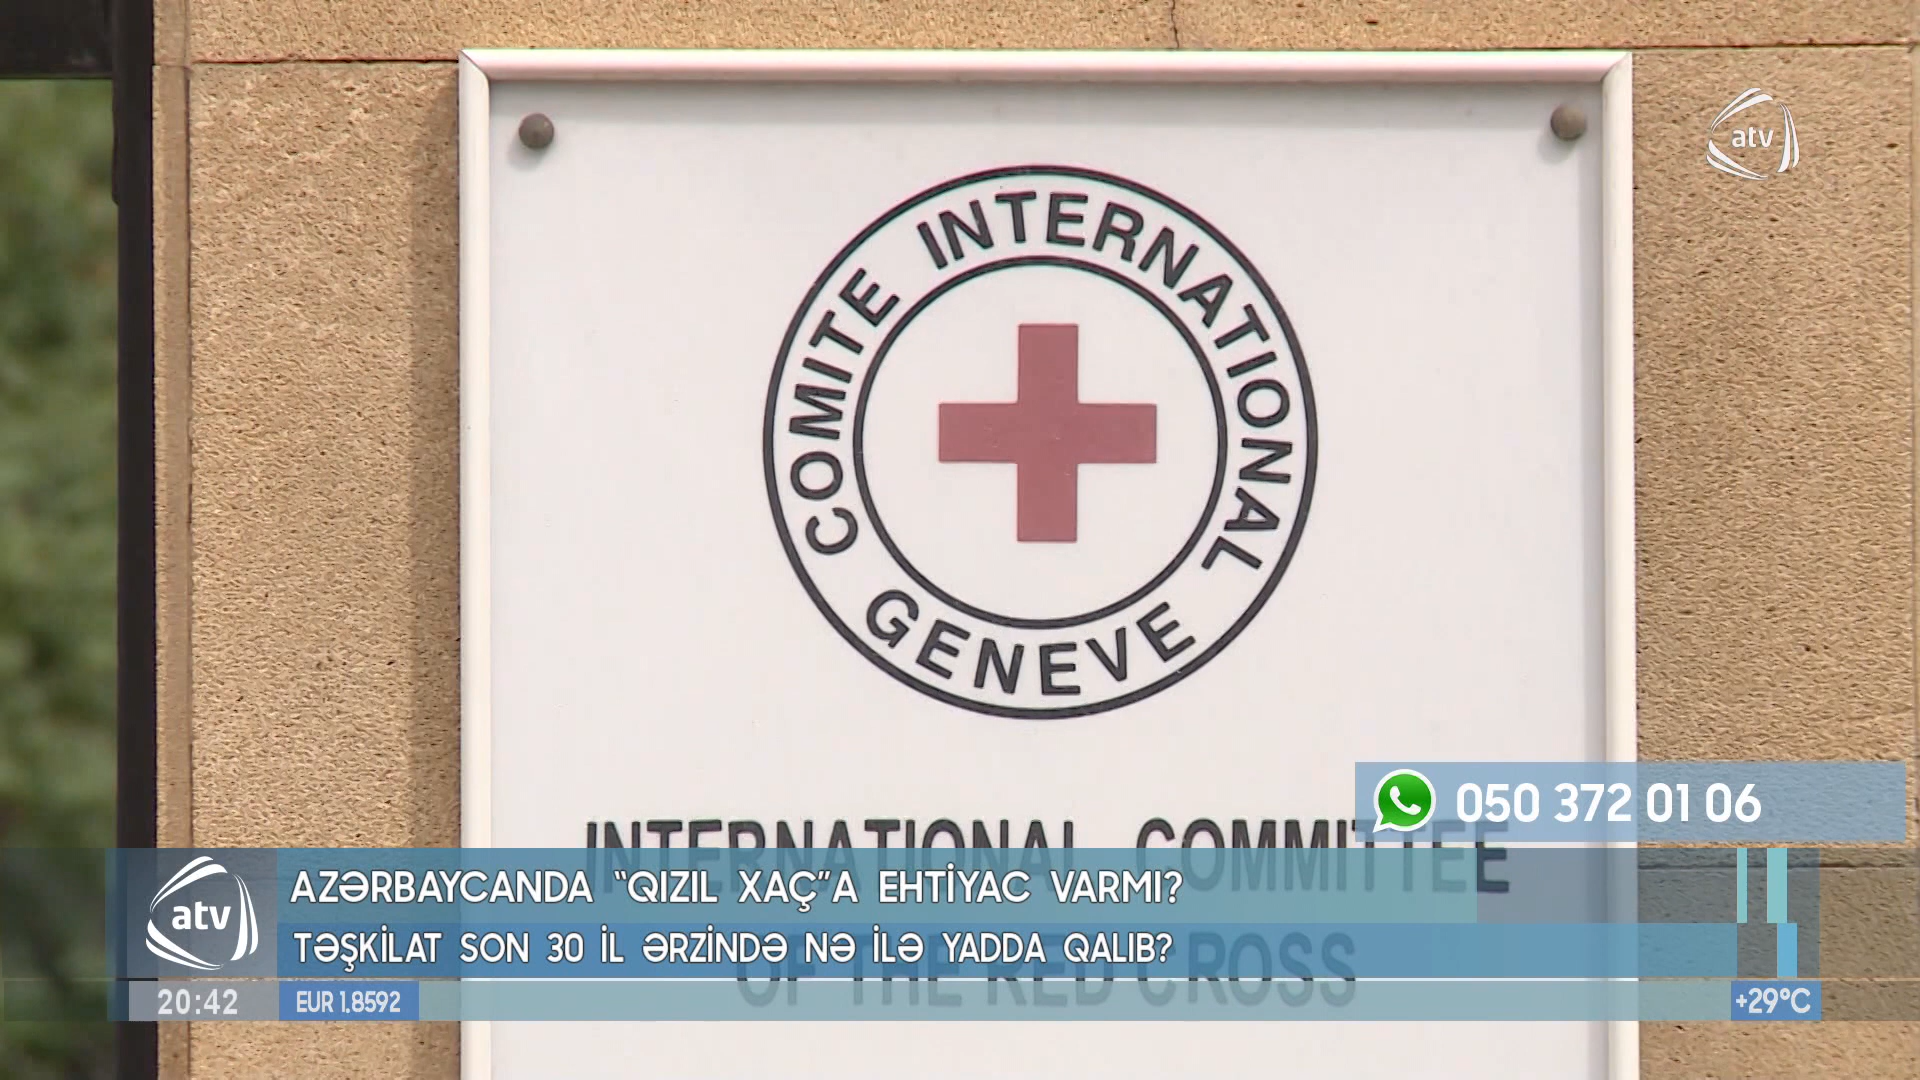 atv
COMITE INTERNATIONAL
GENEVE
050 372 01 06
INTERNATIONAL COMMITTEE
atv
AZƏRBAYCANDA “QIZIL XAÇ”A EHTİYAC VARMI?
TƏŞKİLAT SON 30 İL ƏRZİNDƏ NƏ İLƏ YADDA QALIB?
OF THE RED CROSS
20:42
EUR 1.8592
+29°C